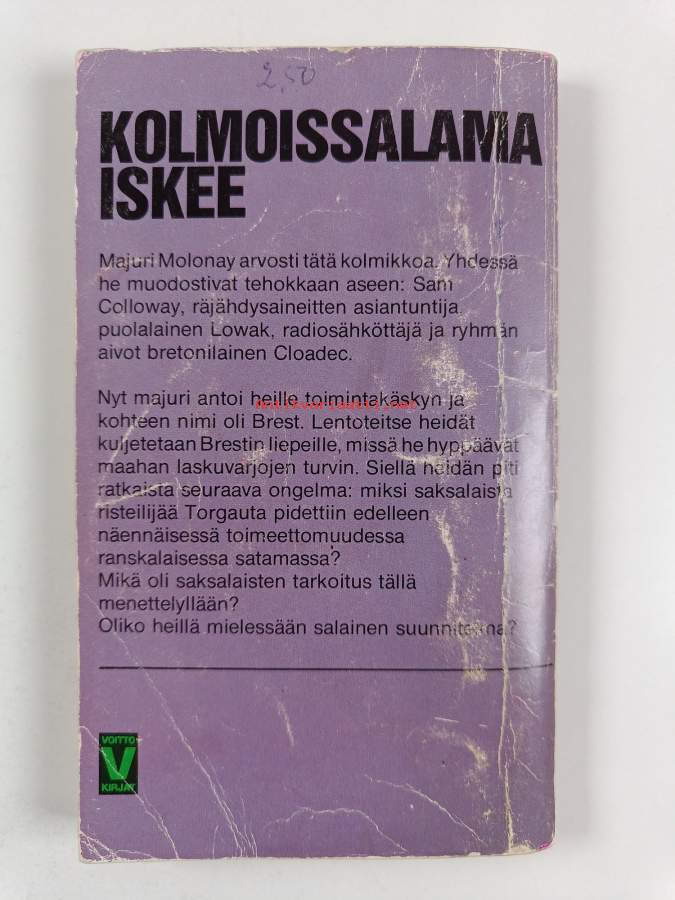 2,50
KOLMOISSALAMA
ISKEE
Majuri Molonay arvosti tätä kolmikkoa. Yhdessä
he muodostivat tehokkaan aseen: Sam
Colloway, räjähdysaineitten asiantuntija
puolalainen Lowak, radiosähköttäjä ja ryhmän
aivot bretonilainen Cloadec.
Nyt majuri antoi heille toimintakäskyn ja
antikvariaatti.net
kohteen nimi oli Brest. Lentoteitse heidät
kuljetetaan Brestin liepeille, missä he hyppäävät
maahan laskuvarjojen turvin. Siellä heidän piti
ratkaista seuraava ongelma: miksi saksalaista
risteilijää Torgauta pidettiin edelleen
näennäisessä toimeettomuudessa
ranskalaisessa satamassa?
Mikä oli saksalaisten tarkoitus tällä
menettelyllään?
Oliko heillä mielessään salainen suunnitelma?
VOITTO
V
KIRJAT